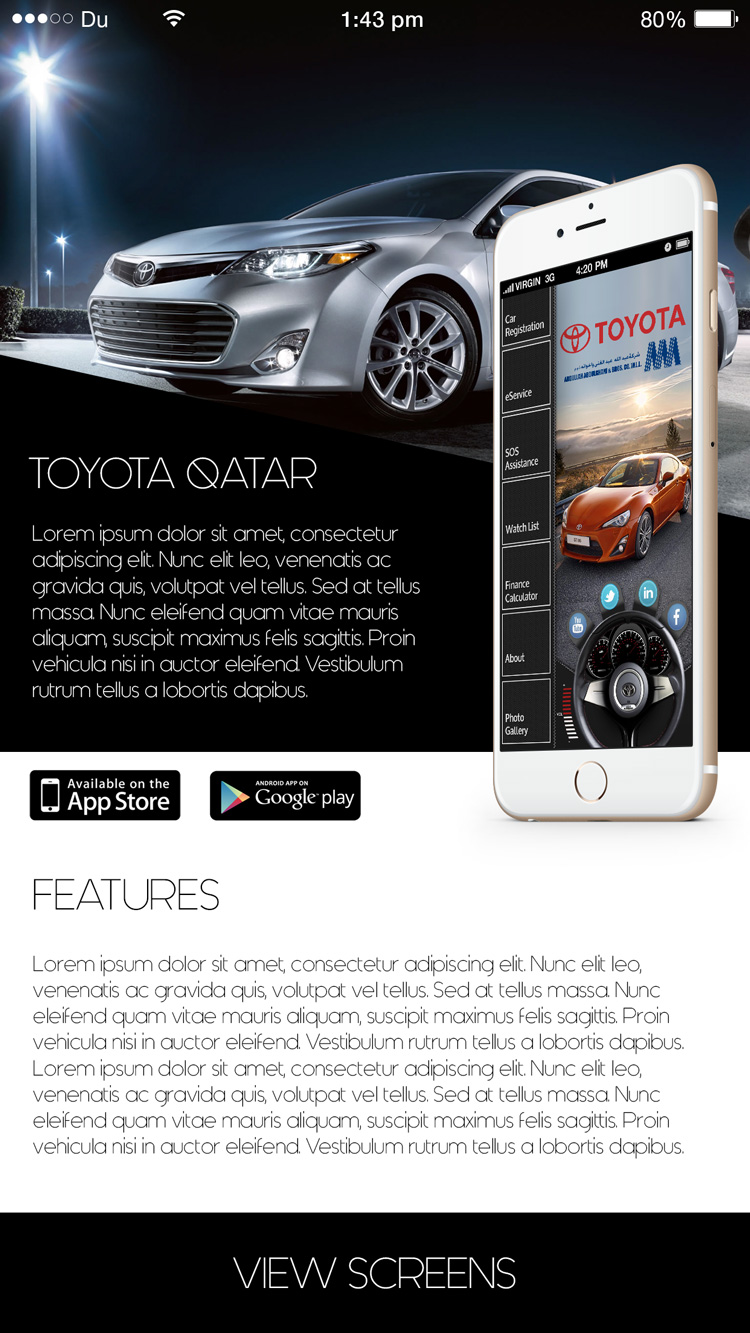 Du
1:43 pm
80%
VIRGIN 3G
4:20 PM
Car
Registration
eService
SOS
Assistance
Watch List
Finance
Calculator
About
Photo
Gallery
TOYOTA
ABDULLAH ABDULGHANI & BROS. CO. (W.L.L.)
You
Tube
in
f
TOYOTA QATAR
Lorem ipsum dolor sit amet, consectetur
adipiscing elit. Nunc elit leo, venenatis ac
gravida quis, volutpat vel tellus. Sed at tellus
massa. Nunc eleifend quam vitae mauris
aliquam, suscipit maximus felis sagittis. Proin
vehicula nisi in auctor eleifend. Vestibulum
rutrum tellus a lobortis dapibus.
Available on the
App Store
ANDROID APP ON
Google play
FEATURES
Lorem ipsum dolor sit amet, consectetur adipiscing elit. Nunc elit leo,
venenatis ac gravida quis, volutpat vel tellus. Sed at tellus massa. Nunc
eleifend quam vitae mauris aliquam, suscipit maximus felis sagittis. Proin
vehicula nisi in auctor eleifend. Vestibulum rutrum tellus a lobortis dapibus.
Lorem ipsum dolor sit amet, consectetur adipiscing elit. Nunc elit leo,
venenatis ac gravida quis, volutpat vel tellus. Sed at tellus massa. Nunc
eleifend quam vitae mauris aliquam, suscipit maximus felis sagittis. Proin
vehicula nisi in auctor eleifend. Vestibulum rutrum tellus a lobortis dapibus.
VIEW SCREENS